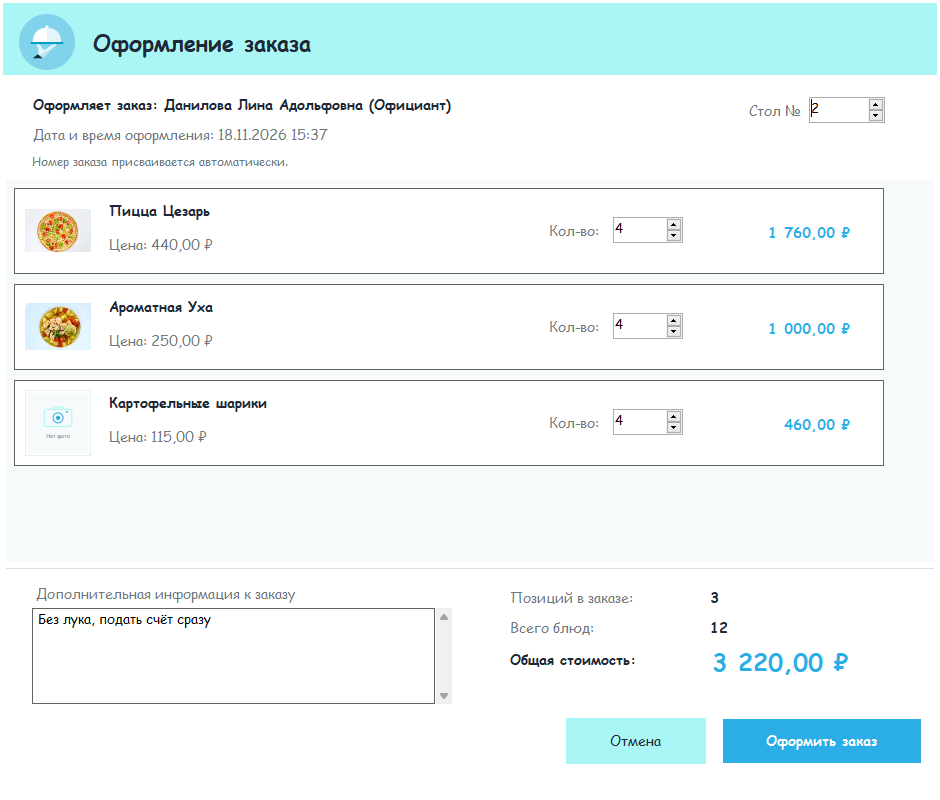 Оформление заказа
Оформляет заказ: Данилова Лина Адольфовна (Официант)
Стол № 2
Дата и время оформления: 18.11.2026 15:37
Номер заказа присваивается автоматически.
Пицца Цезарь
Цена: 440,00 ₽
Кол-во: 4
1 760,00 ₽
Ароматная Уха
Цена: 250,00 ₽
Кол-во: 4
1 000,00 ₽
Картофельные шарики
Нет фото
Цена: 115,00 ₽
Кол-во: 4
460,00 ₽
Дополнительная информация к заказу
Без лука, подать счёт сразу
Позиций в заказе: 3
Всего блюд: 12
Общая стоимость: 3 220,00 ₽
Отмена
Оформить заказ